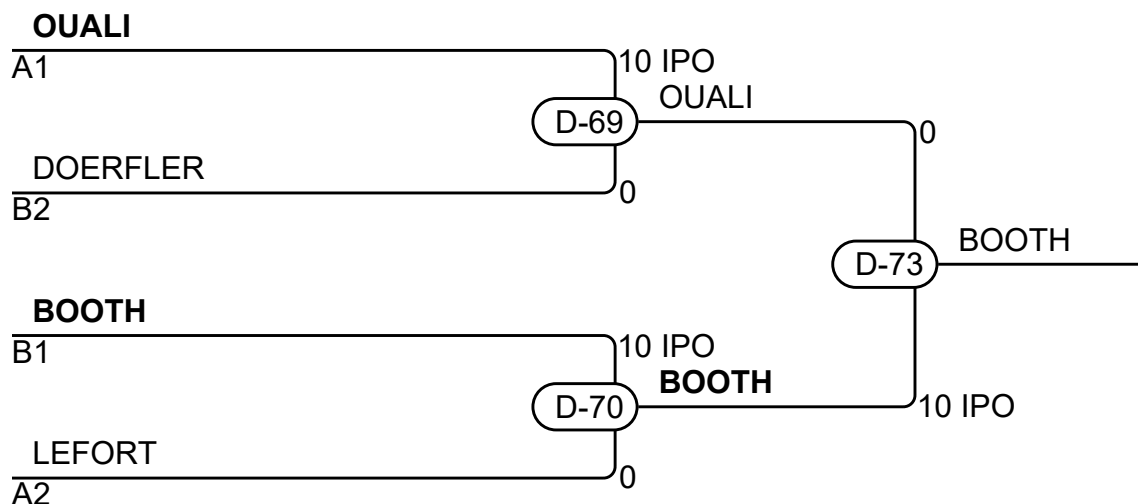 OUALI
A1
10 IPO
OUALI
D-69
0
DOERFLER
B2
0
BOOTH
D-73
BOOTH
B1
10 IPO
BOOTH
D-70
10 IPO
LEFORT
A2
0